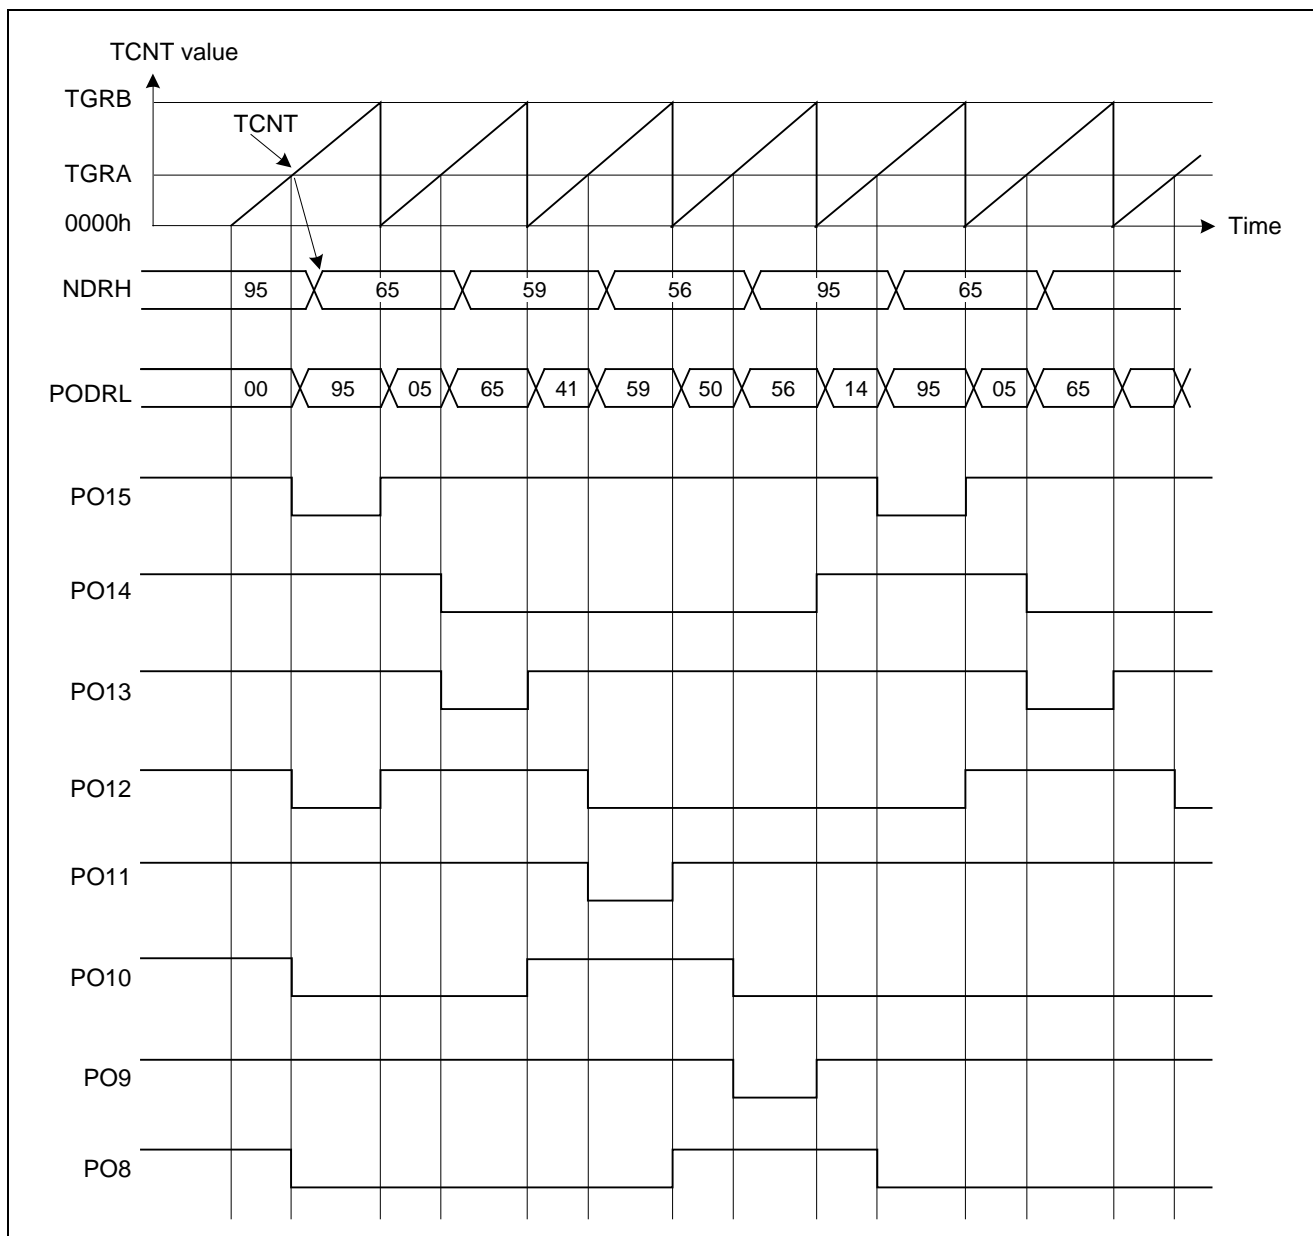 TCNT value
TGRB
TCNT
TGRA
0000h
Time
NDRH 95 65 59 56 95 65
PODRL 00 95 05 65 41 59 50 56 14 95 05 65
PO15
PO14
PO13
PO12
PO11
PO10
PO9
PO8